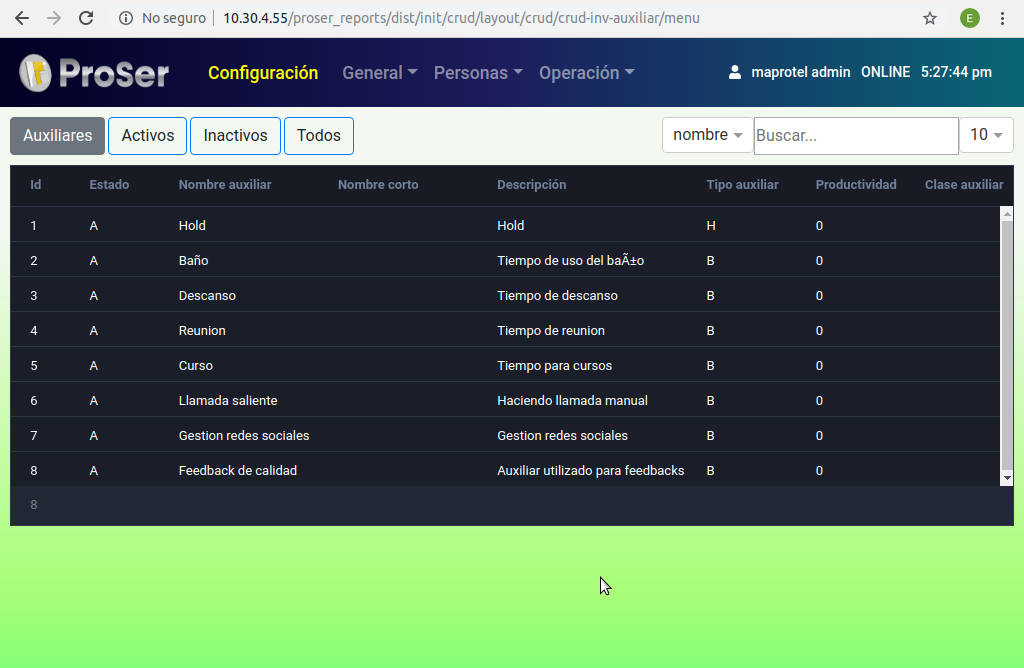 No seguro | 10.30.4.55/proser_reports/dist/init/crud/layout/crud/crud-inv-auxiliar/menu E
ProSer Configuración General Personas Operación maprotel admin ONLINE 5:27:44 pm
Auxiliares Activos Inactivos Todos nombre Buscar... 10
Id Estado Nombre auxiliar Nombre corto Descripción Tipo auxiliar Productividad Clase auxiliar
1 A Hold Hold H 0
2 A Baño Tiempo de uso del baÃ±o B 0
3 A Descanso Tiempo de descanso B 0
4 A Reunion Tiempo de reunion B 0
5 A Curso Tiempo para cursos B 0
6 A Llamada saliente Haciendo llamada manual B 0
7 A Gestion redes sociales Gestion redes sociales B 0
8 A Feedback de calidad Auxiliar utilizado para feedbacks B 0
8